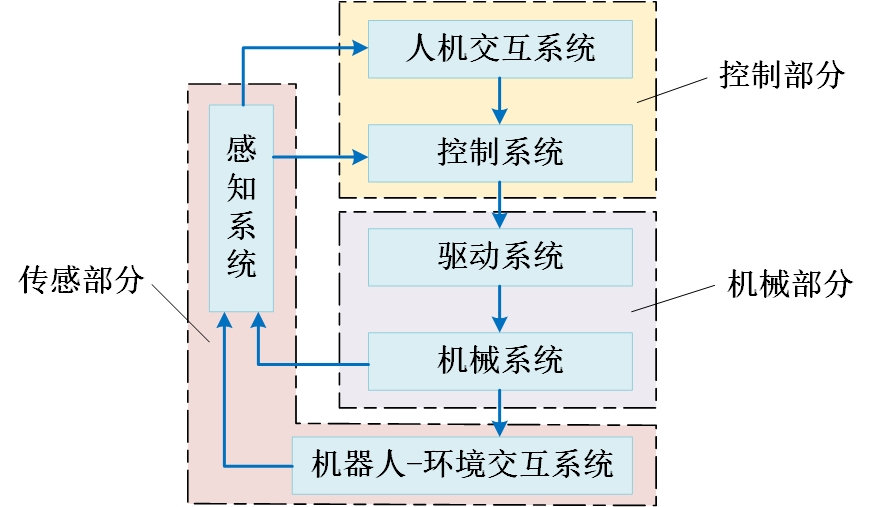 人机交互系统
控制部分
控制系统
感知系统
驱动系统
传感部分
机械部分
机械系统
机器人-环境交互系统